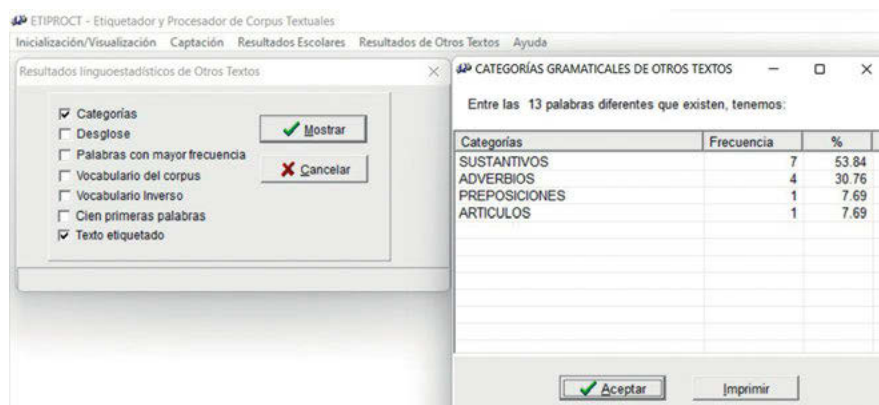 ETIPROCT - Etiquetador y Procesador de Corpus Textuales
Inicialización/Visualización Captación Resultados Escolares Resultados de Otros Textos Ayuda
Resultados linguoestadísticos de Otros Textos
Categorías
Desglose
Palabras con mayor frecuencia
Vocabulario del corpus
Vocabulario Inverso
Cien primeras palabras
Texto etiquetado
Mostrar
Cancelar
CATEGORÍAS GRAMATICALES DE OTROS TEXTOS
Entre las 13 palabras diferentes que existen, tenemos:
Categorías Frecuencia %
SUSTANTIVOS 7 53.84
ADVERBIOS 4 30.76
PREPOSICIONES 1 7.69
ARTICULOS 1 7.69
Aceptar Imprimir